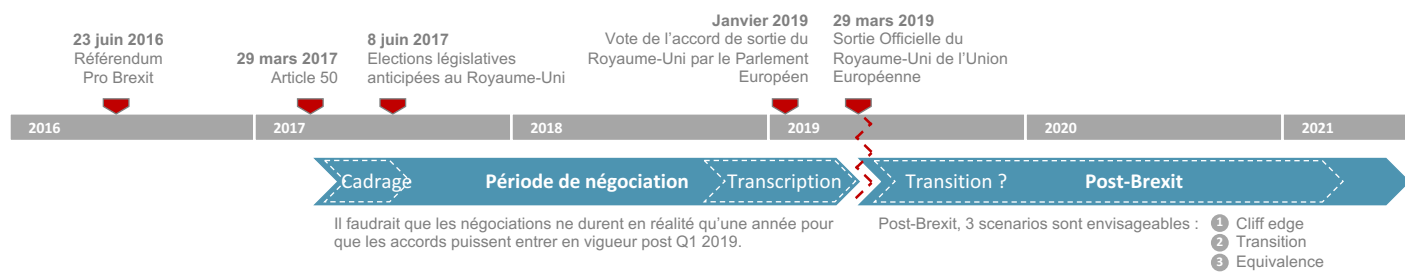 23 juin 2016
Référendum
Pro Brexit
29 mars 2017
Article 50
8 juin 2017
Elections législatives
anticipées au Royaume-Uni
Janvier 2019
Vote de l'accord de sortie du
Royaume-Uni par le Parlement
Européen
29 mars 2019
Sortie Officielle du
Royaume-Uni de l'Union
Européenne
2016 2017 2018 2019 2020 2021
Cadrage Période de négociation Transcription Transition ? Post-Brexit
Il faudrait que les négociations ne durent en réalité qu'une année pour
que les accords puissent entrer en vigueur post Q1 2019.
Post-Brexit, 3 scenarios sont envisageables :
1 Cliff edge
2 Transition
3 Equivalence